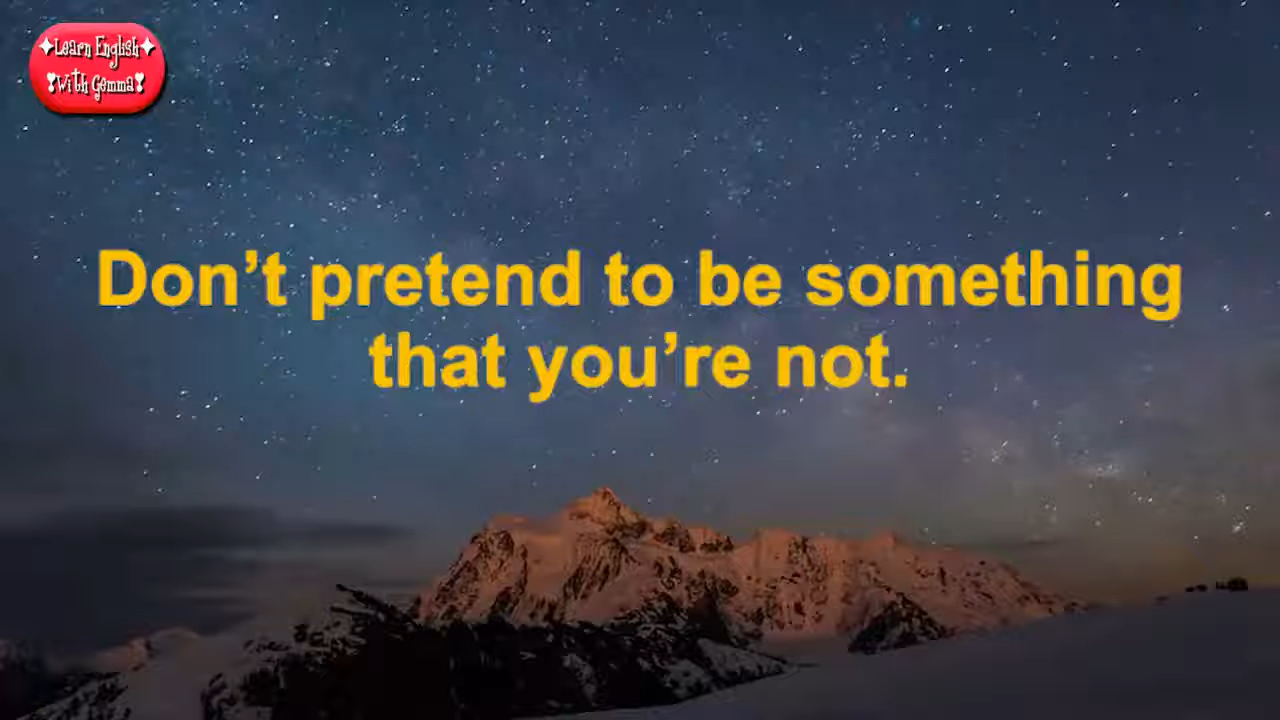 ✦Learn English✦
❣With Gemma❣
Don’t pretend to be something
that you’re not.